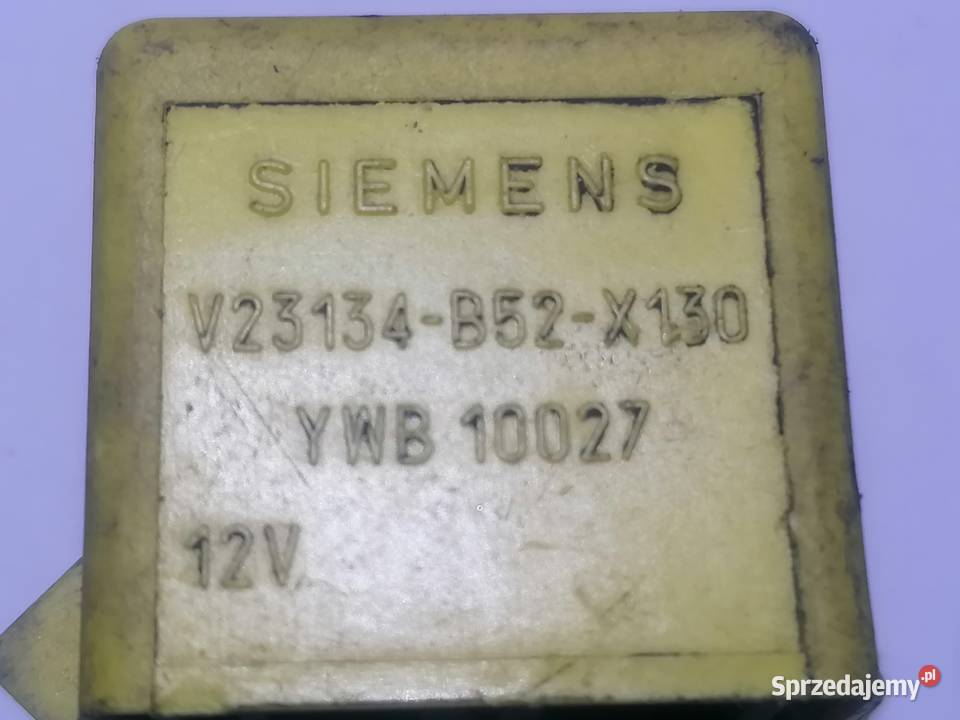 SIEMENS
V23134-B52-X130
YWB 10027
12V
Sprzedajemy.pl